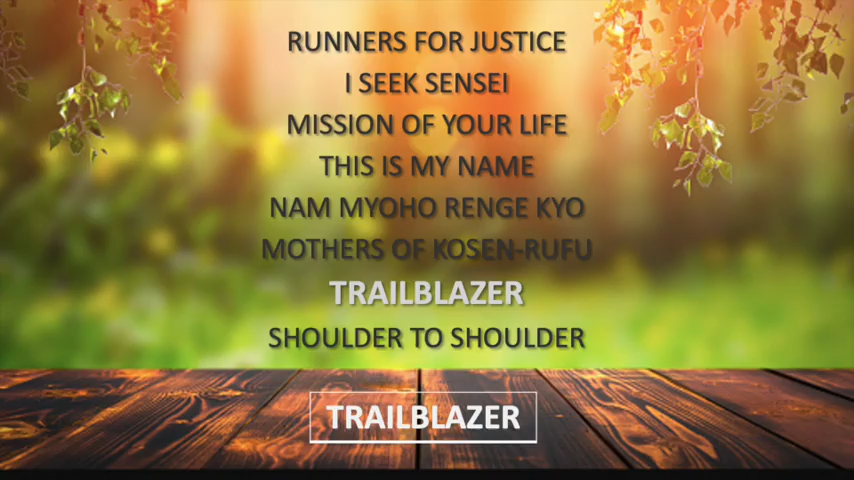 RUNNERS FOR JUSTICE
I SEEK SENSEI
MISSION OF YOUR LIFE
THIS IS MY NAME
NAM MYOHO RENGE KYO
MOTHERS OF KOSEN-RUFU
TRAILBLAZER
SHOULDER TO SHOULDER
TRAILBLAZER